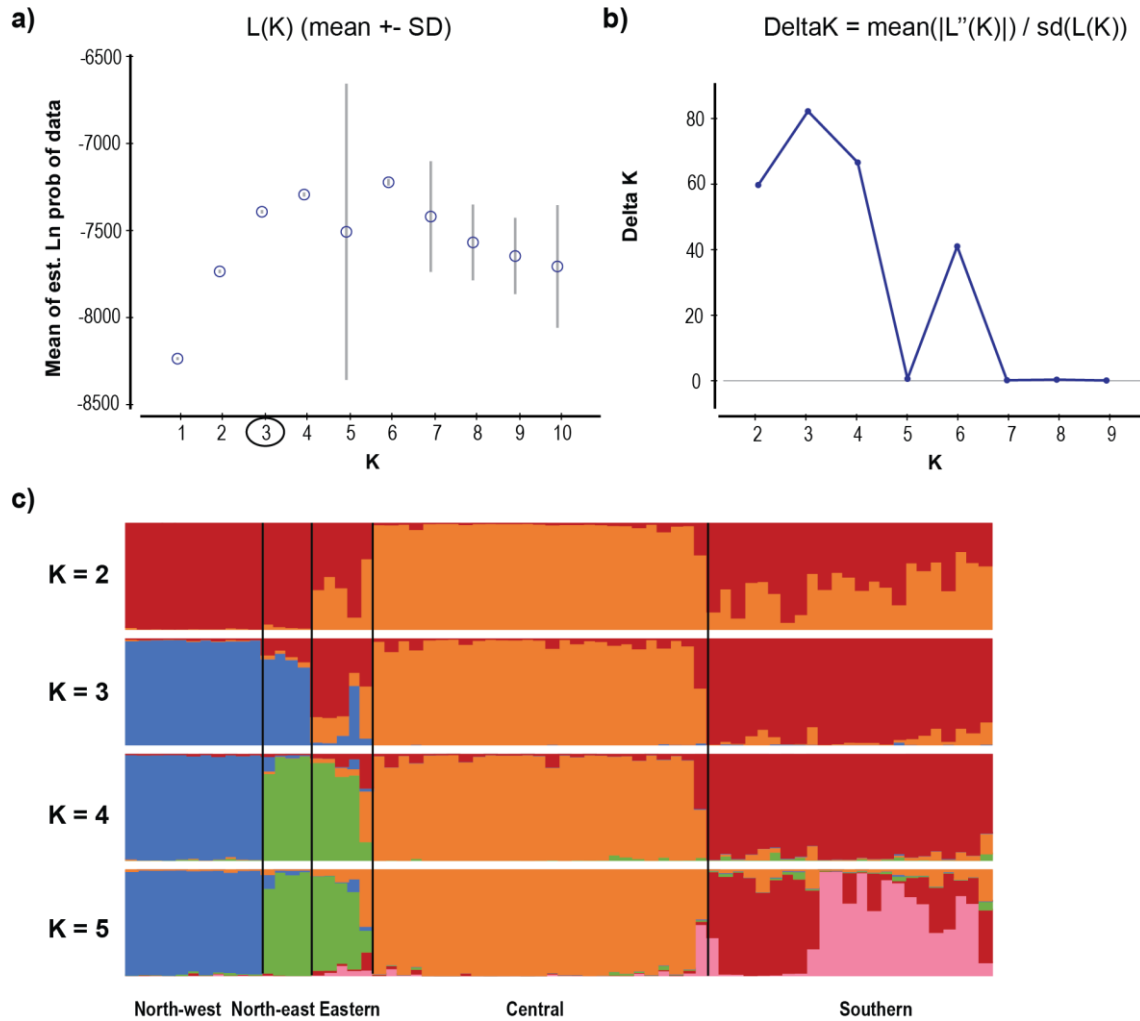 a)
L(K) (mean +- SD)
Mean of est. Ln prob of data
-6500
-7000
-7500
-8000
-8500
1 2 3 4 5 6 7 8 9 10
K
b)
DeltaK = mean(|L”(K)|) / sd(L(K))
Delta K
80
60
40
20
0
2 3 4 5 6 7 8 9
K
c)
K = 2
K = 3
K = 4
K = 5
North-west North-east Eastern Central Southern